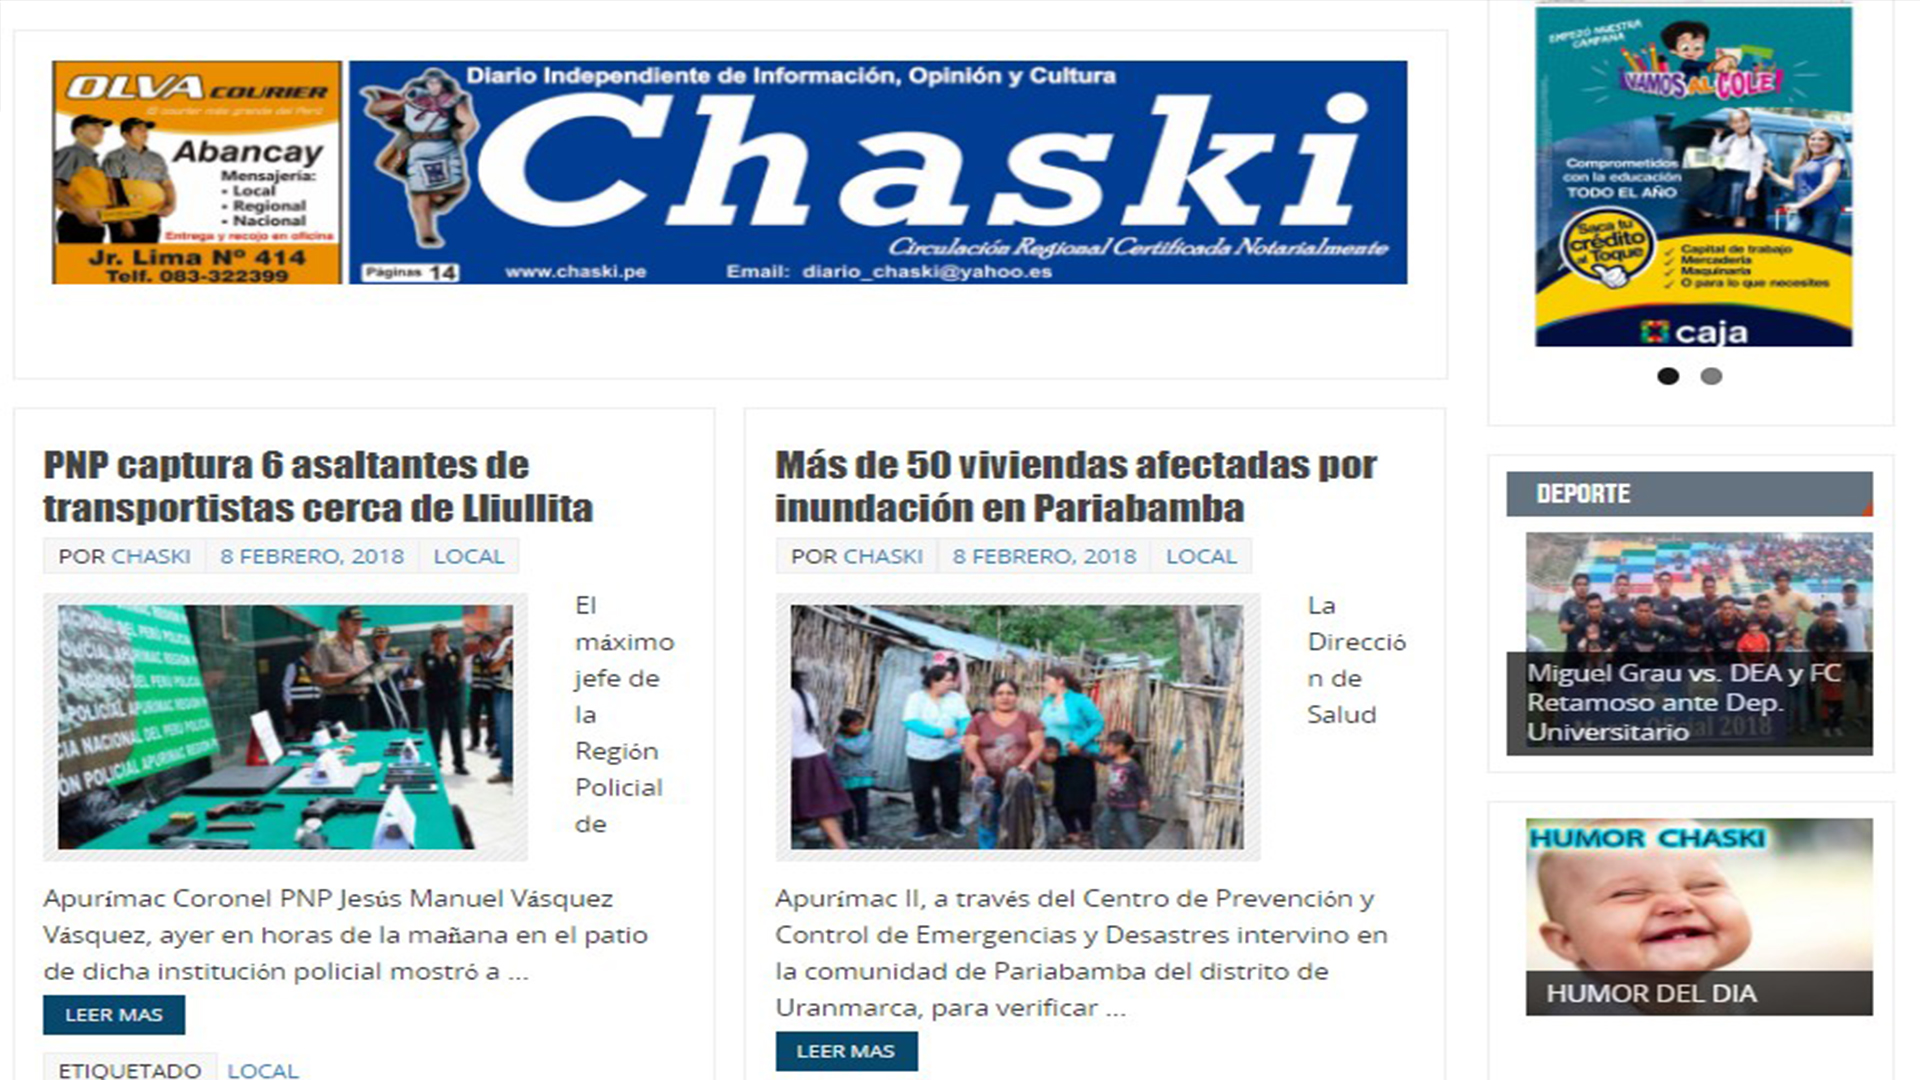 OLVA COURIER
El courier más grande del Perú
Abancay
Mensajería:
- Local
- Regional
- Nacional
Entrega y recojo en oficina
Jr. Lima Nº 414
Telf. 083-322399
Diario Independiente de Información, Opinión y Cultura
Chaski
Circulación Regional Certificada Notarialmente
Páginas 14
www.chaski.pe
Email: diario_chaski@yahoo.es
EMPEZÓ NUESTRA
CAMPAÑA
VAMOS AL COLE!
Comprometidos
con la educación
TODO EL AÑO
Saca tu
crédito
al Toque
Capital de trabajo
Mercadería
Maquinaria
O para lo que necesites
caja
PNP captura 6 asaltantes de
transportistas cerca de Lliullita
POR CHASKI 8 FEBRERO, 2018 LOCAL
El
máximo
jefe de
la
Región
Policial
de
Apurímac Coronel PNP Jesús Manuel Vásquez
Vásquez, ayer en horas de la mañana en el patio
de dicha institución policial mostró a ...
LEER MAS
ETIQUETADO LOCAL
Más de 50 viviendas afectadas por
inundación en Pariabamba
POR CHASKI 8 FEBRERO, 2018 LOCAL
La
Direcció
n de
Salud
Apurímac II, a través del Centro de Prevención y
Control de Emergencias y Desastres intervino en
la comunidad de Pariabamba del distrito de
Uranmarca, para verificar ...
LEER MAS
DEPORTE
Miguel Grau vs. DEA y FC
Retamoso ante Dep.
Universitario
HUMOR CHASKI
HUMOR DEL DIA